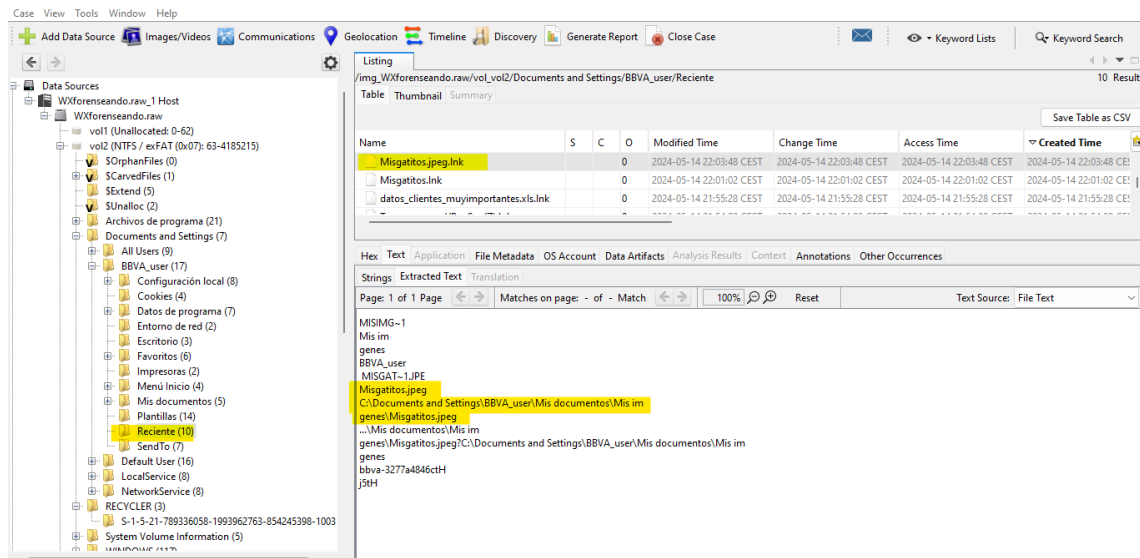 Case View Tools Window Help
Add Data Source Images/Videos Communications Geolocation Timeline Discovery Generate Report Close Case Keyword Lists Keyword Search
Data Sources
WXforenseando.raw_1 Host
WXforenseando.raw
vol1 (Unallocated: 0-62)
vol2 (NTFS / exFAT (0x07): 63-4185215)
$OrphanFiles (0)
$CarvedFiles (1)
$Extend (5)
$Unalloc (2)
Archivos de programa (21)
Documents and Settings (7)
All Users (9)
BBVA_user (17)
Configuración local (8)
Cookies (4)
Datos de programa (7)
Entorno de red (2)
Escritorio (3)
Favoritos (6)
Impresoras (2)
Menú Inicio (4)
Mis documentos (5)
Plantillas (14)
Reciente (10)
SendTo (7)
Default User (16)
LocalService (8)
NetworkService (8)
RECYCLER (3)
S-1-5-21-789336058-1993962763-854245398-1003
System Volume Information (5)
WINDOWS (117)
Listing
/img_WXforenseando.raw/vol_vol2/Documents and Settings/BBVA_user/Reciente 10 Result
Table Thumbnail Summary
Save Table as CSV
Name S C O Modified Time Change Time Access Time Created Time
Misgatitos.jpeg.lnk 0 2024-05-14 22:03:48 CEST 2024-05-14 22:03:48 CEST 2024-05-14 22:03:48 CEST 2024-05-14 22:03:48 CES
Misgatitos.lnk 0 2024-05-14 22:01:02 CEST 2024-05-14 22:01:02 CEST 2024-05-14 22:01:02 CEST 2024-05-14 22:01:02 CES
datos_clientes_muyimportantes.xls.lnk 0 2024-05-14 21:55:28 CEST 2024-05-14 21:55:28 CEST 2024-05-14 21:55:28 CEST 2024-05-14 21:55:28 CES
Hex Text Application File Metadata OS Account Data Artifacts Analysis Results Context Annotations Other Occurrences
Strings Extracted Text Translation
Page: 1 of 1 Page Matches on page: - of - Match 100% Reset Text Source: File Text
MISIMG~1
Mis im
genes
BBVA_user
MISGAT~1.JPE
Misgatitos.jpeg
C:\Documents and Settings\BBVA_user\Mis documentos\Mis im
genes\Misgatitos.jpeg
...\Mis documentos\Mis im
genes\Misgatitos.jpeg?C:\Documents and Settings\BBVA_user\Mis documentos\Mis im
genes
bbva-3277a4846ctH
j5tH